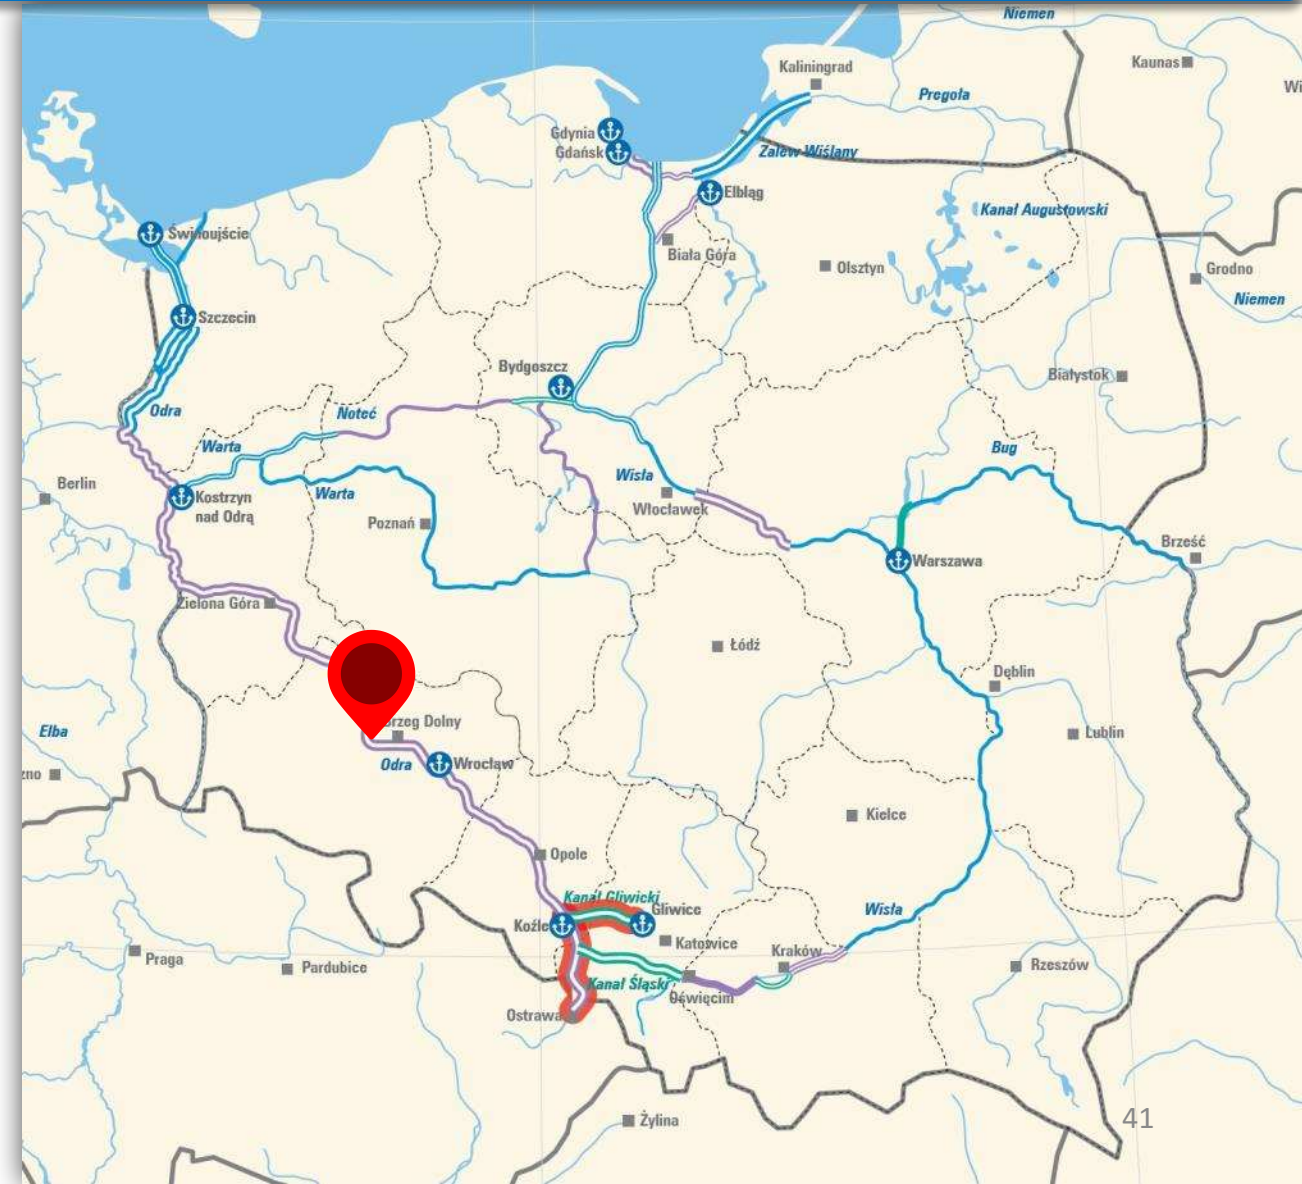 Niemen
Kaunas
Wi
Kaliningrad
Pregoła
Gdynia
Gdańsk
Zalew Wiślany
Elbląg
Kanał Augustowski
Świnoujście
Biała Góra
Olsztyn
Grodno
Niemen
Szczecin
Bydgoszcz
Białystok
Odra
Noteć
Warta
Bug
Berlin
Wisła
Kostrzyn
nad Odrą
Warta
Włocławek
Poznań
Brześć
Warszawa
Zielona Góra
Łódź
Dęblin
Brzeg Dolny
Elba
Lublin
Odra
Wrocław
zno
Kielce
Opole
Kanał Gliwicki
Gliwice
Wisła
Koźle
Katowice
Kraków
Praga
Pardubice
Rzeszów
Kanał Śląski
Oświęcim
Ostrawa
41
Żylina